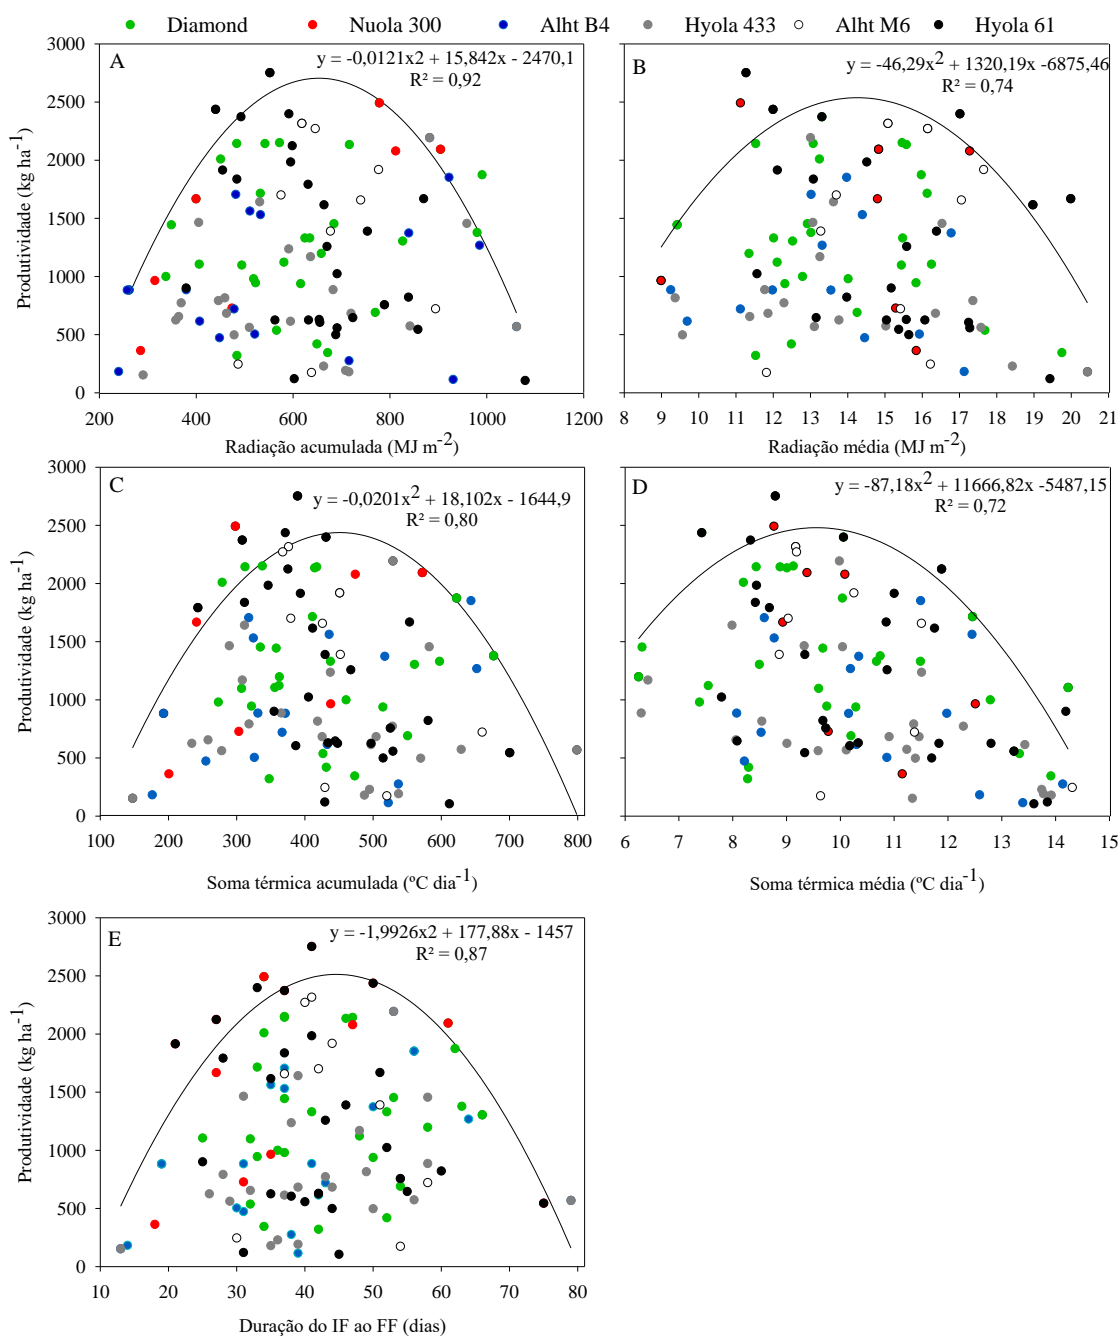 Diamond Nuola 300 Alht B4 Hyola 433 Alht M6 Hyola 61
A
y = -0,0121x2 + 15,842x - 2470,1
R² = 0,92
Produtividade (kg ha-1)
3000
2500
2000
1500
1000
500
0
200 400 600 800 1000 1200
Radiação acumulada (MJ m-2)
B
y = -46,29x2 + 1320,19x -6875,46
R² = 0,74
8 9 10 11 12 13 14 15 16 17 18 19 20 21
Radiação média (MJ m-2)
C
y = -0,0201x2 + 18,102x - 1644,9
R² = 0,80
Produtividade (kg ha-1)
3000
2500
2000
1500
1000
500
0
100 200 300 400 500 600 700 800
Soma térmica acumulada (ºC dia-1)
D
y = -87,18x2 + 11666,82x -5487,15
R² = 0,72
6 7 8 9 10 11 12 13 14 15
Soma térmica média (ºC dia-1)
E
y = -1,9926x2 + 177,88x - 1457
R² = 0,87
Produtividade (kg ha-1)
3000
2500
2000
1500
1000
500
0
10 20 30 40 50 60 70 80
Duração do IF ao FF (dias)